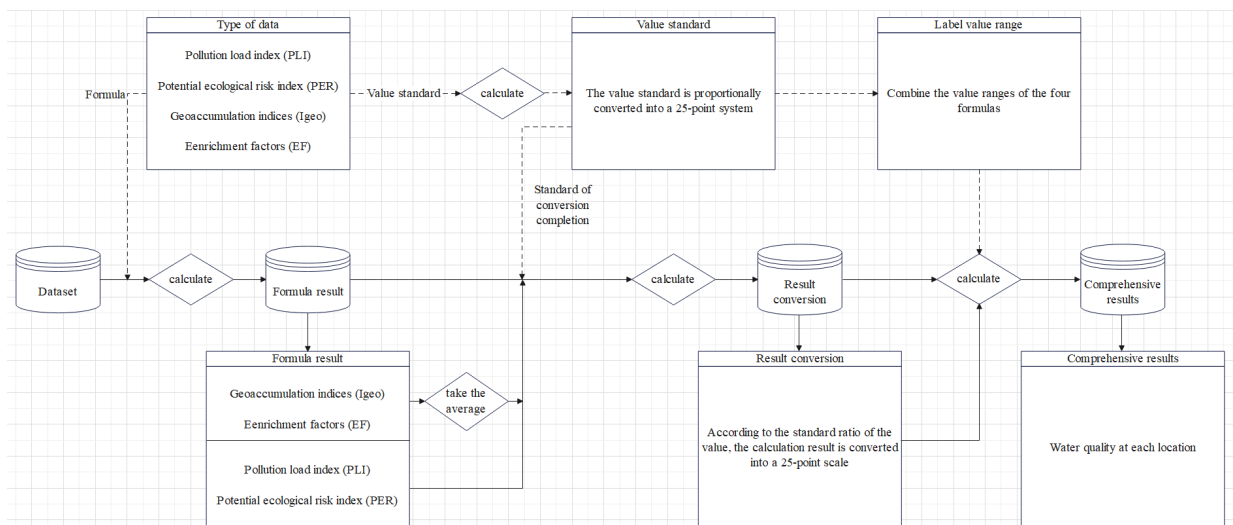 Type of data
Pollution load index (PLI)
Potential ecological risk index (PER)
Geoaccumulation indices (Igeo)
Eenrichment factors (EF)
Formula
Value standard
calculate
Value standard
The value standard is proportionally
converted into a 25-point system
Label value range
Combine the value ranges of the four
formulas
Standard of
conversion
completion
Dataset
calculate
Formula result
calculate
Result
conversion
calculate
Comprehensive
results
Formula result
Geoaccumulation indices (Igeo)
Eenrichment factors (EF)
Pollution load index (PLI)
Potential ecological risk index (PER)
take the
average
Result conversion
According to the standard ratio of the
value, the calculation result is converted
into a 25-point scale
Comprehensive results
Water quality at each location